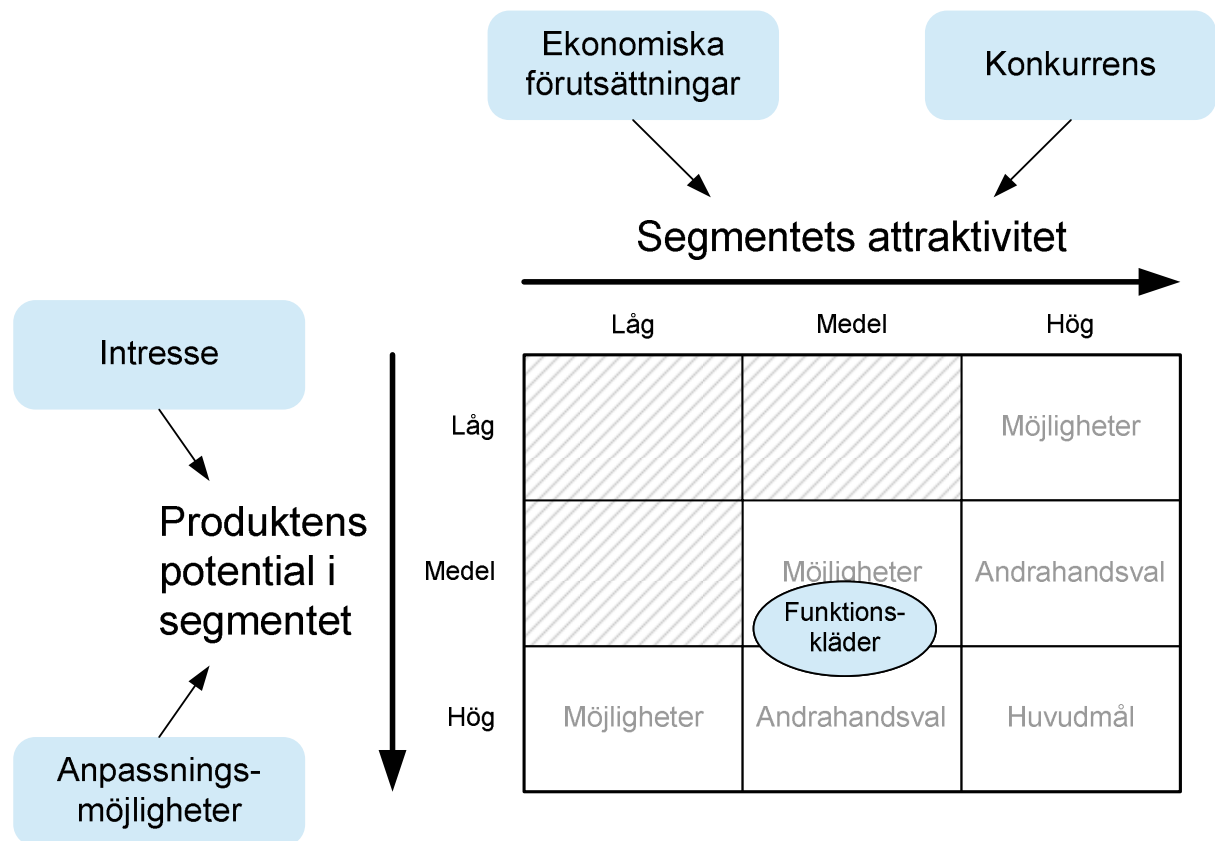 Ekonomiska
förutsättningar
Konkurrens
Segmentets attraktivitet
Låg
Medel
Hög
Intresse
Produktens
potential i
segmentet
Anpassnings-
möjligheter
Låg
Möjligheter
Medel
Möjligheter
Andrahandsval
Funktions-
kläder
Hög
Möjligheter
Andrahandsval
Huvudmål